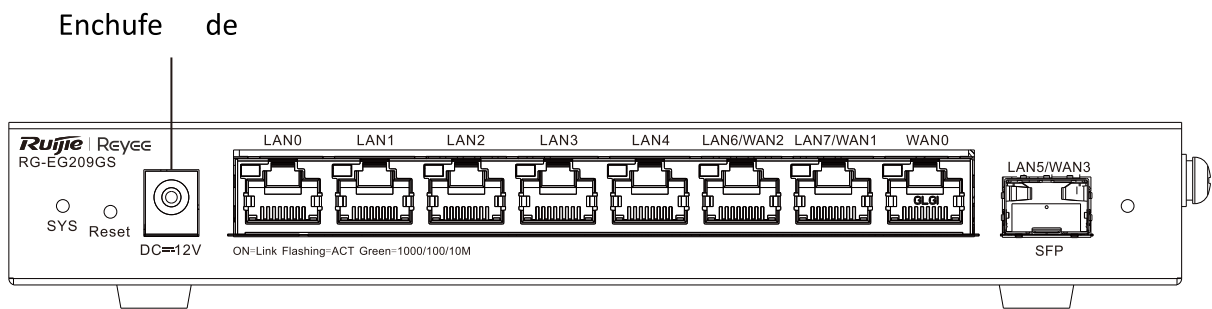 Enchufe de
Ruijie | Reyee
RG-EG209GS
LAN0 LAN1 LAN2 LAN3 LAN4 LAN6/WAN2 LAN7/WAN1 WAN0
LAN5/WAN3
GLGI
SYS Reset
DC⎓12V
ON=Link Flashing=ACT Green=1000/100/10M
SFP